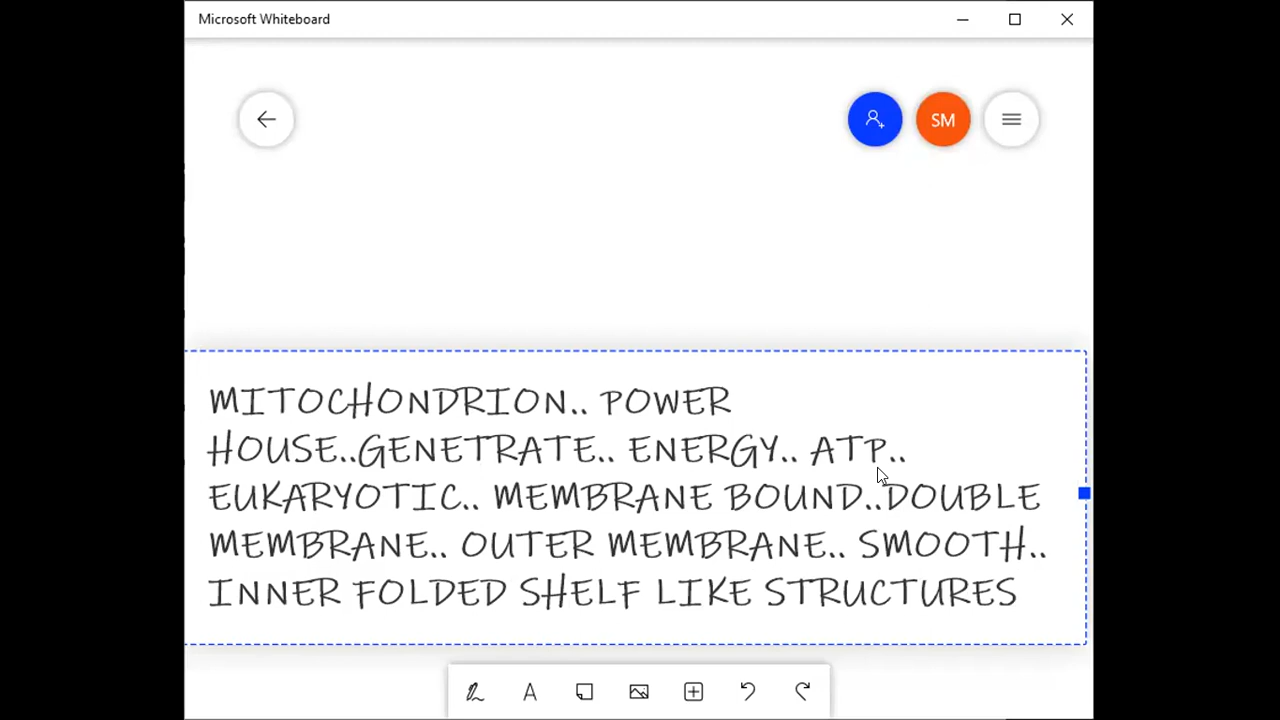 Microsoft Whiteboard
SM
MITOCHONDRION.. POWER
HOUSE..GENETRATE.. ENERGY.. ATP..
EUKARYOTIC.. MEMBRANE BOUND..DOUBLE
MEMBRANE.. OUTER MEMBRANE.. SMOOTH..
INNER FOLDED SHELF LIKE STRUCTURES